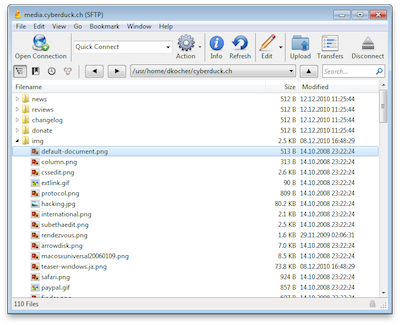 media.cyberduck.ch (SFTP)
File Edit View Go Bookmark Window Help
Open Connection Quick Connect Action Info Refresh Edit Upload Transfers Disconnect
/usr/home/dkocher/cyberduck.ch Search...
Filename Size Modified
news 512 B 12.12.2010 11:25:44
reviews 512 B 12.12.2010 11:25:44
changelog 512 B 12.12.2010 11:25:44
donate 512 B 12.12.2010 11:25:44
img 2.5 KB 08.12.2010 16:48:29
default-document.png 513 B 14.10.2008 23:22:24
column.png 313 B 14.10.2008 23:22:24
cssedit.png 2.6 KB 14.10.2008 23:22:24
extlink.gif 90 B 14.10.2008 23:22:24
protocol.png 809 B 14.10.2008 23:22:24
hacking.jpg 80.2 KB 14.10.2008 23:22:24
international.png 2.1 KB 14.10.2008 23:22:24
subethaedit.png 2.5 KB 14.10.2008 23:22:24
rendezvous.png 1.6 KB 29.11.2009 02:06:31
arrowdisk.png 7.0 KB 14.10.2008 23:22:24
macosxuniversal20060109.png 8.5 KB 14.10.2008 23:22:24
teaser-windows.ja.png 73.8 KB 08.12.2010 16:48:29
safari.png 924 B 14.10.2008 23:22:24
paypal.gif 857 B 14.10.2008 23:22:24
110 Files